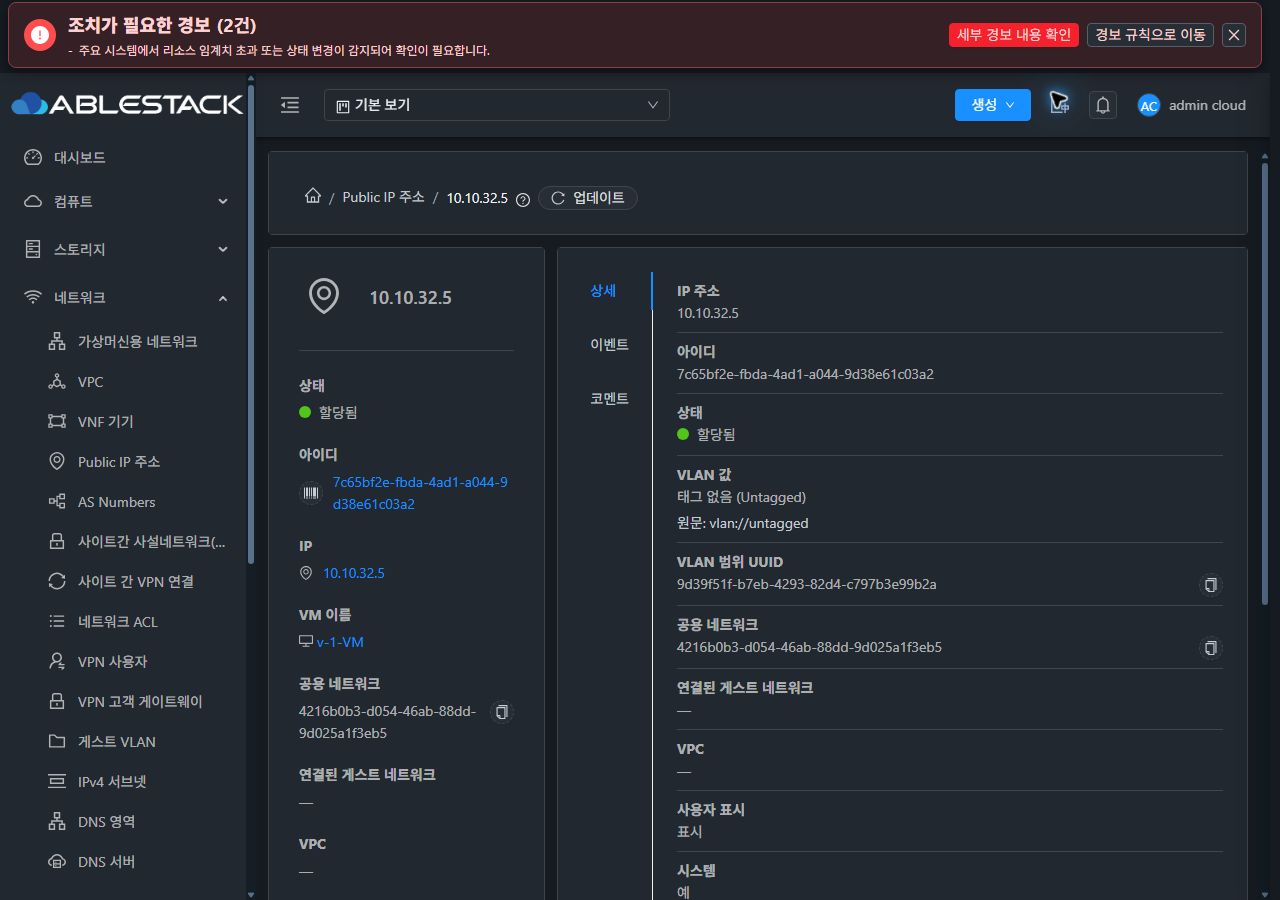 조치가 필요한 경보 (2건)
- 주요 시스템에서 리소스 임계치 초과 또는 상태 변경이 감지되어 확인이 필요합니다.
세부 경보 내용 확인
경보 규칙으로 이동
ABLESTACK
기본 보기
생성
AC
admin cloud
대시보드
컴퓨트
스토리지
네트워크
가상머신용 네트워크
VPC
VNF 기기
Public IP 주소
AS Numbers
사이트간 사설네트워크(...
사이트 간 VPN 연결
네트워크 ACL
VPN 사용자
VPN 고객 게이트웨이
게스트 VLAN
IPv4 서브넷
DNS 영역
DNS 서버
/ Public IP 주소 / 10.10.32.5
업데이트
10.10.32.5
상태
할당됨
아이디
7c65bf2e-fbda-4ad1-a044-9
d38e61c03a2
IP
10.10.32.5
VM 이름
v-1-VM
공용 네트워크
4216b0b3-d054-46ab-88dd-
9d025a1f3eb5
연결된 게스트 네트워크
—
VPC
—
상세
이벤트
코멘트
IP 주소
10.10.32.5
아이디
7c65bf2e-fbda-4ad1-a044-9d38e61c03a2
상태
할당됨
VLAN 값
태그 없음 (Untagged)
원문: vlan://untagged
VLAN 범위 UUID
9d39f51f-b7eb-4293-82d4-c797b3e99b2a
공용 네트워크
4216b0b3-d054-46ab-88dd-9d025a1f3eb5
연결된 게스트 네트워크
—
VPC
—
사용자 표시
표시
시스템
예